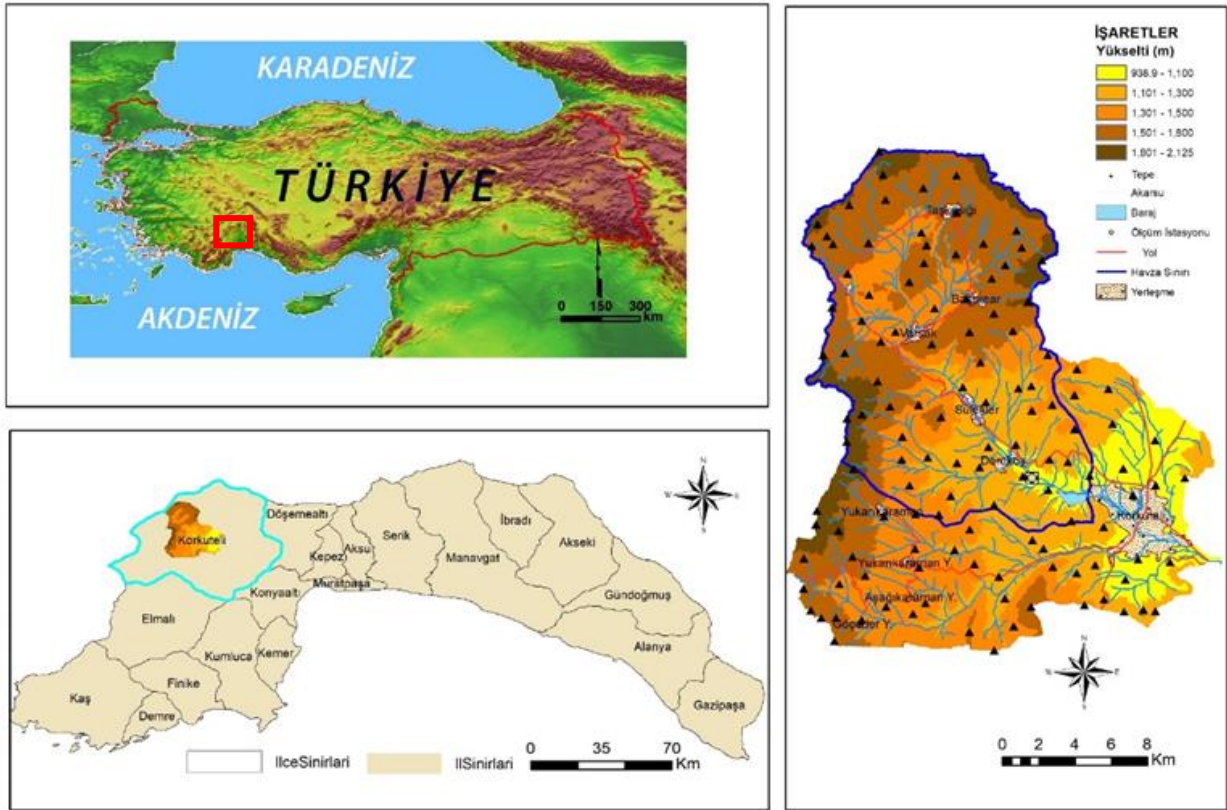 KARADENİZ
TÜRKİYE
AKDENİZ
0 150 300
km
N
W
E
S
Döşemealtı
Korkuteli
Kepez
Aksu
Serik
Manavgat
İbradı
Akseki
Muratpaşa
Konyaaltı
Gündoğmuş
Elmalı
Kumluca
Kemer
Alanya
Kaş
Finike
Demre
Gazipaşa
IlceSinirlari
IlSinirlari
0 35 70
Km
İŞARETLER
Yükselti (m)
938.9 - 1,100
1,101 - 1,300
1,301 - 1,500
1,501 - 1,800
1,801 - 2,125
Tepe
Akarsu
Baraj
Ölçüm İstasyonu
Yol
Havza Sınırı
Yerleşme
Varsak
Sülekler
Dereköy
Korkuteli
Yukarıkaraman
Yukarıkaraman Y.
Aşağıkaraman Y.
N
W
E
S
0 2 4 6 8
Km